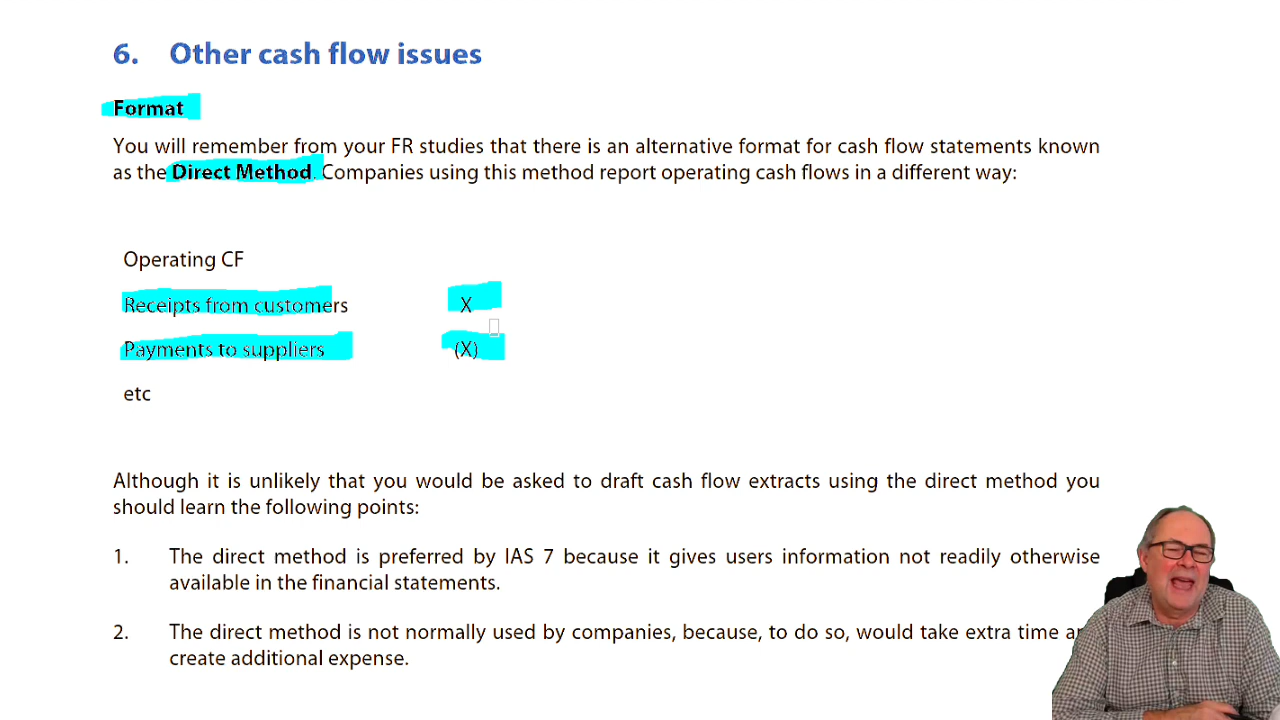 6. Other cash flow issues
Format
You will remember from your FR studies that there is an alternative format for cash flow statements known
as the Direct Method. Companies using this method report operating cash flows in a different way:
Operating CF
Receipts from customers X
Payments to suppliers (X)
etc
Although it is unlikely that you would be asked to draft cash flow extracts using the direct method you
should learn the following points:
1. The direct method is preferred by IAS 7 because it gives users information not readily otherwise
available in the financial statements.
2. The direct method is not normally used by companies, because, to do so, would take extra time
create additional expense.